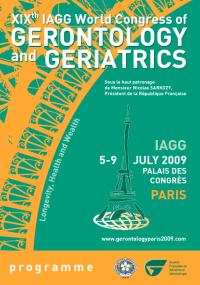 XIXth IAGG World Congress of
GERONTOLOGY
and GERIATRICS
Sous le haut patronage
de Monsieur Nicolas SARKOZY,
Président de la République Française
Longevity, Health and Wealth
IAGG
5-9 JULY 2009
PALAIS DES
CONGRÈS
PARIS
www.gerontologyparis2009.com
programme